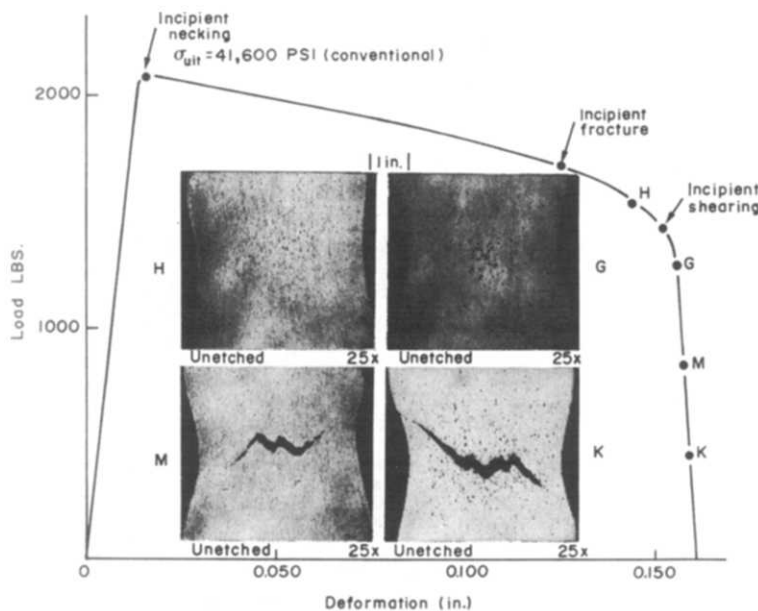 Incipient
necking
σult = 41,600 PSI (conventional)
2000
Incipient
fracture
|1 in.|
H
Incipient
shearing
H
G
G
Load LBS.
1000
Unetched 25x
Unetched 25x
M
M
K
K
Unetched 25x
Unetched 25x
0
0.050
0.100
0.150
Deformation (in.)